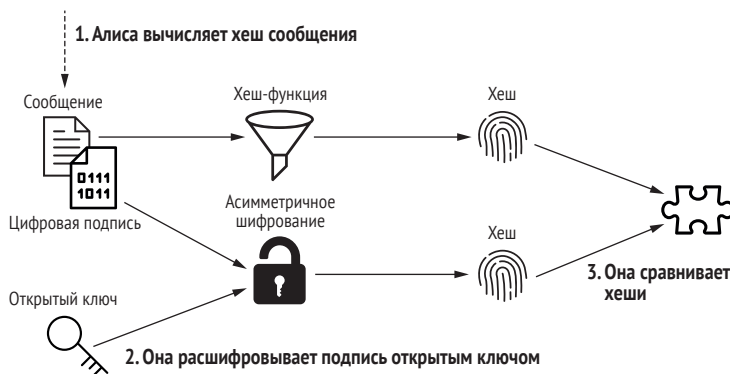 1. Алиса вычисляет хеш сообщения
Сообщение
Хеш-функция
Хеш
0111
1011
Цифровая подпись
Асимметричное
шифрование
Хеш
3. Она сравнивает
хеши
Открытый ключ
2. Она расшифровывает подпись открытым ключом